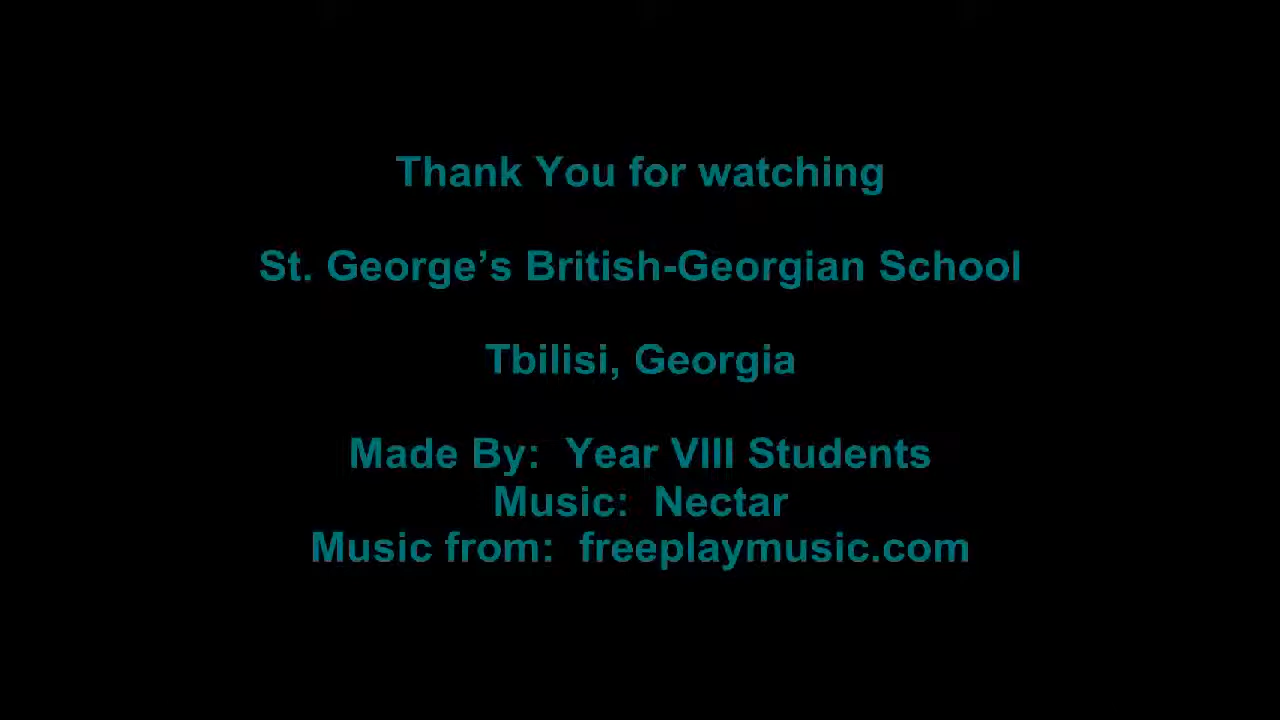 Thank You for watching
St. George’s British-Georgian School
Tbilisi, Georgia
Made By:  Year VIII Students
Music:  Nectar
Music from:  freeplaymusic.com